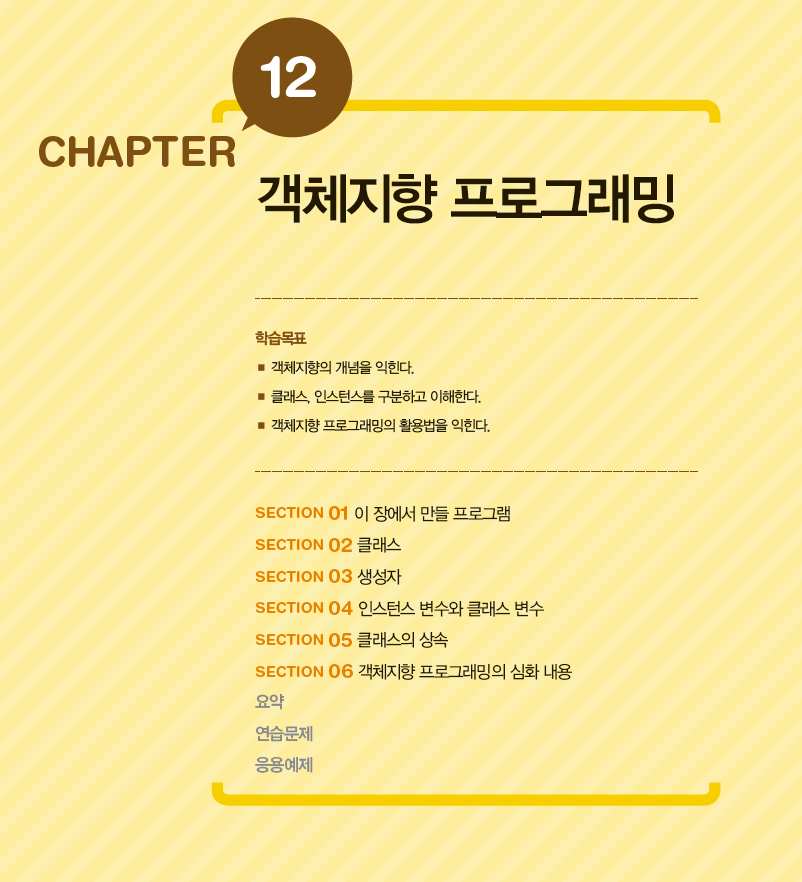 12
CHAPTER
객체지향 프로그래밍
학습목표
■ 객체지향의 개념을 익힌다.
■ 클래스, 인스턴스를 구분하고 이해한다.
■ 객체지향 프로그래밍의 활용법을 익힌다.
SECTION 01 이 장에서 만들 프로그램
SECTION 02 클래스
SECTION 03 생성자
SECTION 04 인스턴스 변수와 클래스 변수
SECTION 05 클래스의 상속
SECTION 06 객체지향 프로그래밍의 심화 내용
요약
연습문제
응용예제